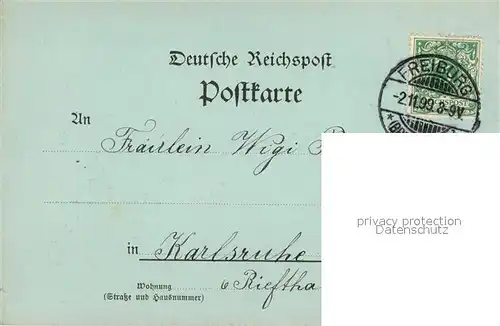 Deutsche Reichspost
Postkarte
FREIBURG
-2.11.99 8-9V.
An
Fräulein Wigi
privacy protection
Datenschutz
in Karlsruhe
Wohnung
(Straße und Hausnummer)